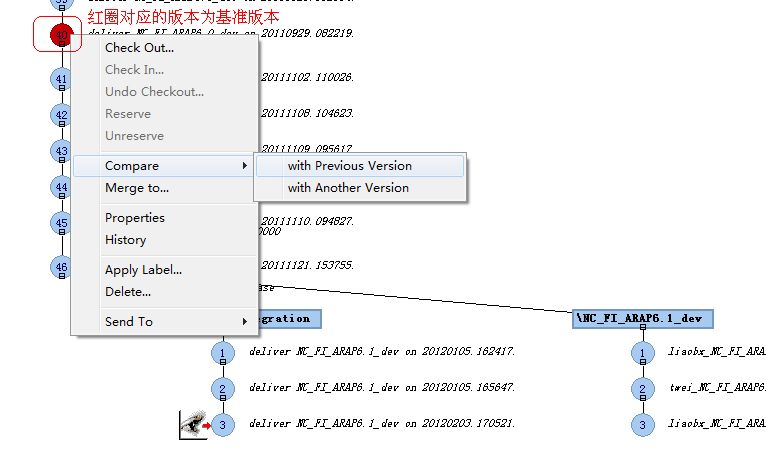 红圈对应的版本为基准版本
40
deliver NC_FI_ARAP6.0_dev on 20110929.082219.
Check Out...
Check In...
41
20111102.110026.
Undo Checkout...
42
Reserve
20111108.104623.
Unreserve
43
20111109.095617.
Compare
with Previous Version
44
Merge to...
with Another Version
Properties
45
20111110.094827.
0000
History
46
20111121.153755.
Apply Label...
Delete...
ase
Send To
egration
\NC_FI_ARAP6.1_dev
1
deliver NC_FI_ARAP6.1_dev on 20120105.162417.
1
liaobx_NC_FI_ARA
2
deliver NC_FI_ARAP6.1_dev on 20120105.165647.
2
twei_NC_FI_ARAP6.
3
deliver NC_FI_ARAP6.1_dev on 20120203.170521.
3
liaobx_NC_FI_ARA